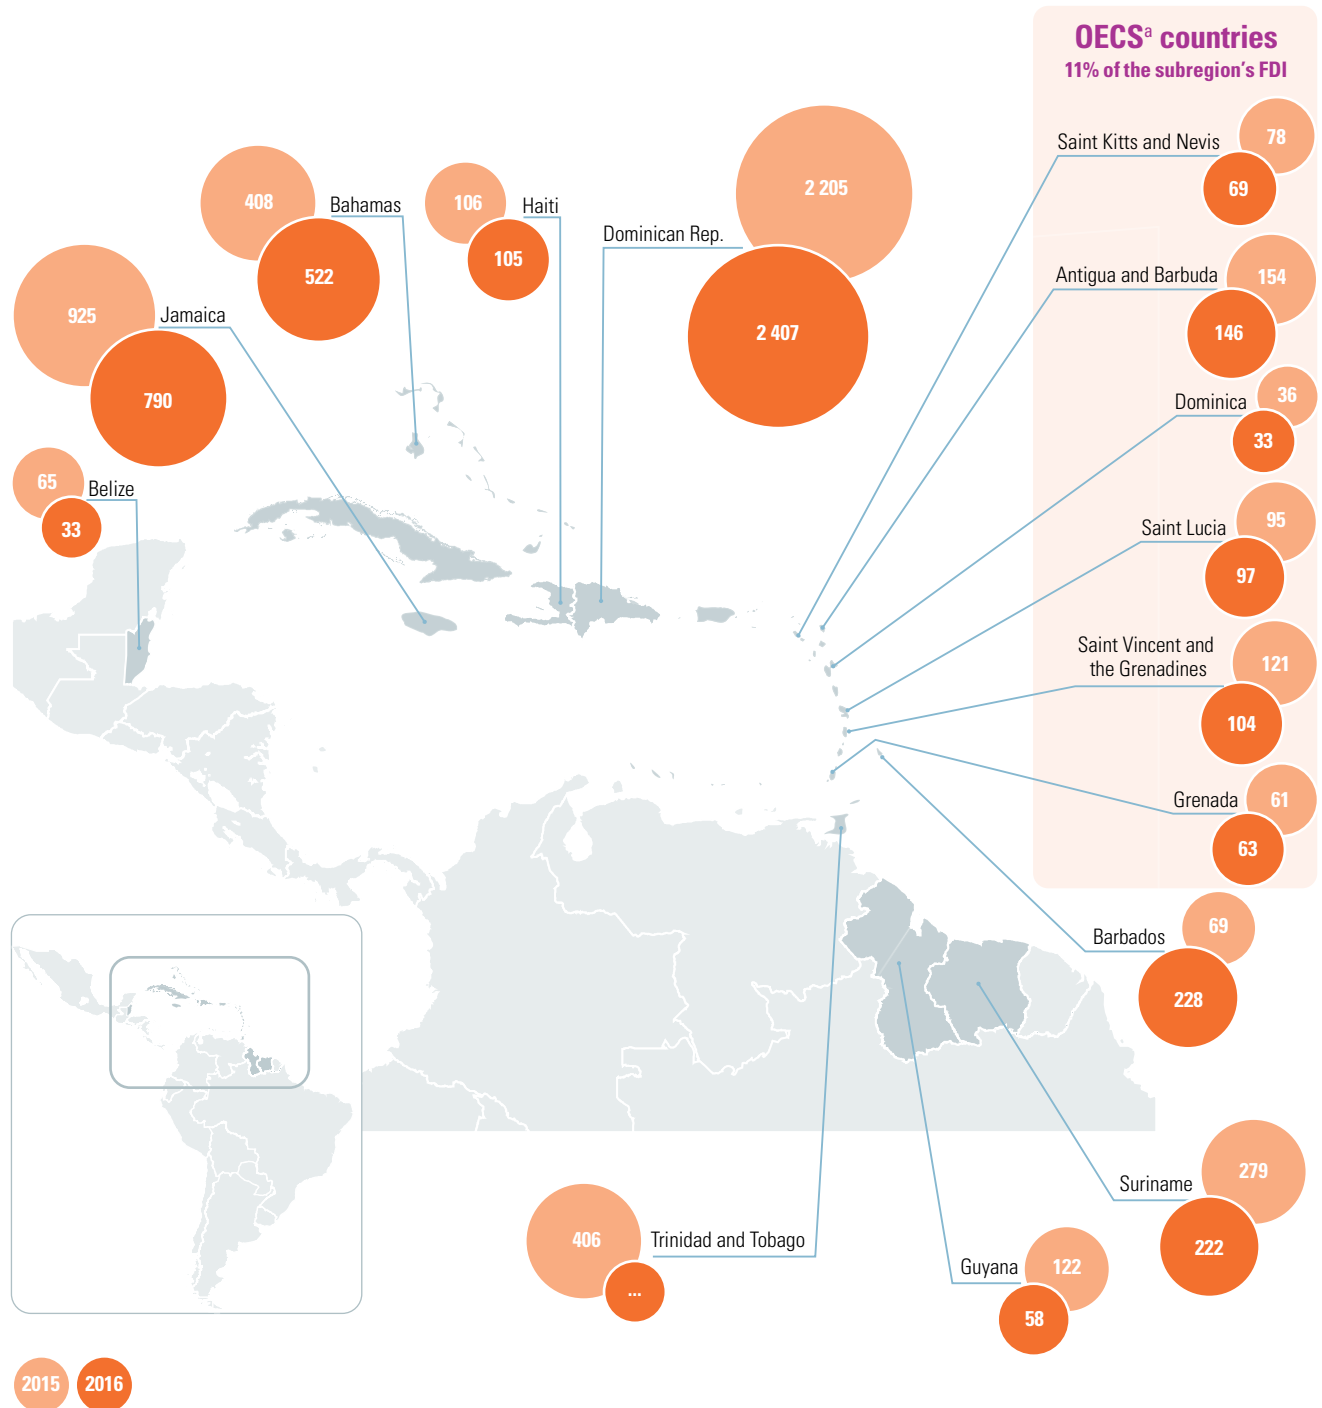 OECSa countries
11% of the subregion's FDI
Saint Kitts and Nevis
78
69
Antigua and Barbuda
154
146
Dominica
36
33
Saint Lucia
95
97
Saint Vincent and
the Grenadines
121
104
Grenada
61
63
Barbados
69
228
2 205
Dominican Rep.
2 407
408
Bahamas
522
106
Haiti
105
925
Jamaica
790
65
Belize
33
279
Suriname
222
406
Trinidad and Tobago
...
122
Guyana
58
2015
2016